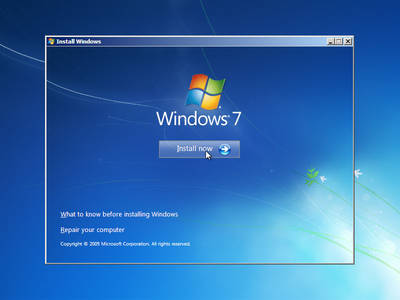 Install Windows
Windows® 7
Install now
What to know before installing Windows
Repair your computer
Copyright © 2005 Microsoft Corporation. All rights reserved.